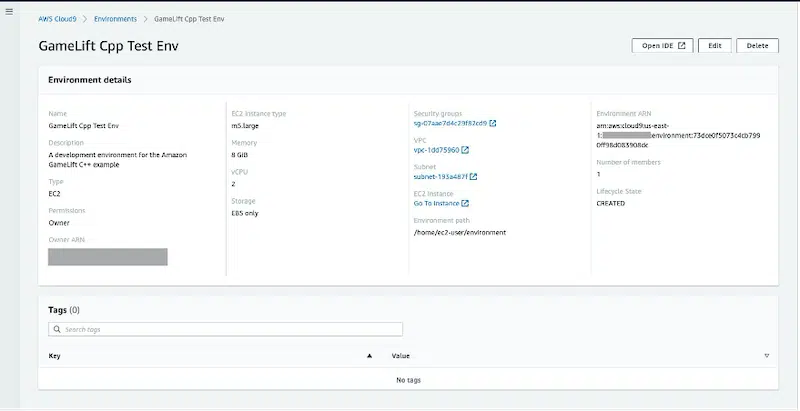 AWS Cloud9 > Environments > GameLift Cpp Test Env
GameLift Cpp Test Env
Open IDE
Edit
Delete
Environment details
Name
GameLift Cpp Test Env
Description
A development environment for the Amazon
GameLift C++ example
Type
EC2
Permissions
Owner
Owner ARN
EC2 Instance type
m5.large
Memory
8 GiB
vCPU
2
Storage
EBS only
Security groups
sg-07aae7d4c29f82cd9
VPC
vpc-1dd75960
Subnet
subnet-193a487f
EC2 Instance
Go To Instance
Environment path
/home/ec2-user/environment
Environment ARN
arn:aws:cloud9:us-east-
1: environment:73dce0f5073c4cb799
0ff98d083908dc
Number of members
1
Lifecycle State
CREATED
Tags (0)
Search tags
Key
Value
No tags